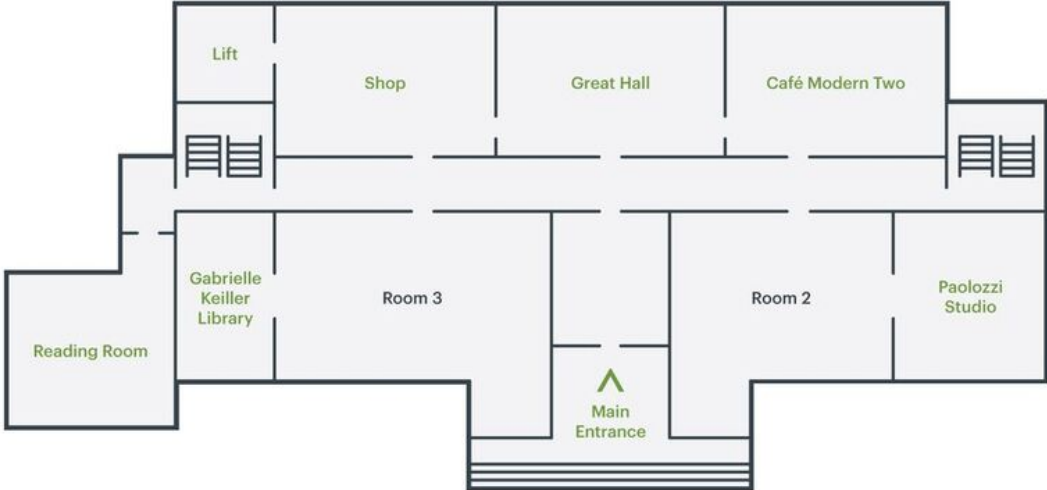 Lift
Shop
Great Hall
Café Modern Two
Gabrielle
Keiller
Library
Room 3
Room 2
Paolozzi
Studio
Reading Room
Main
Entrance